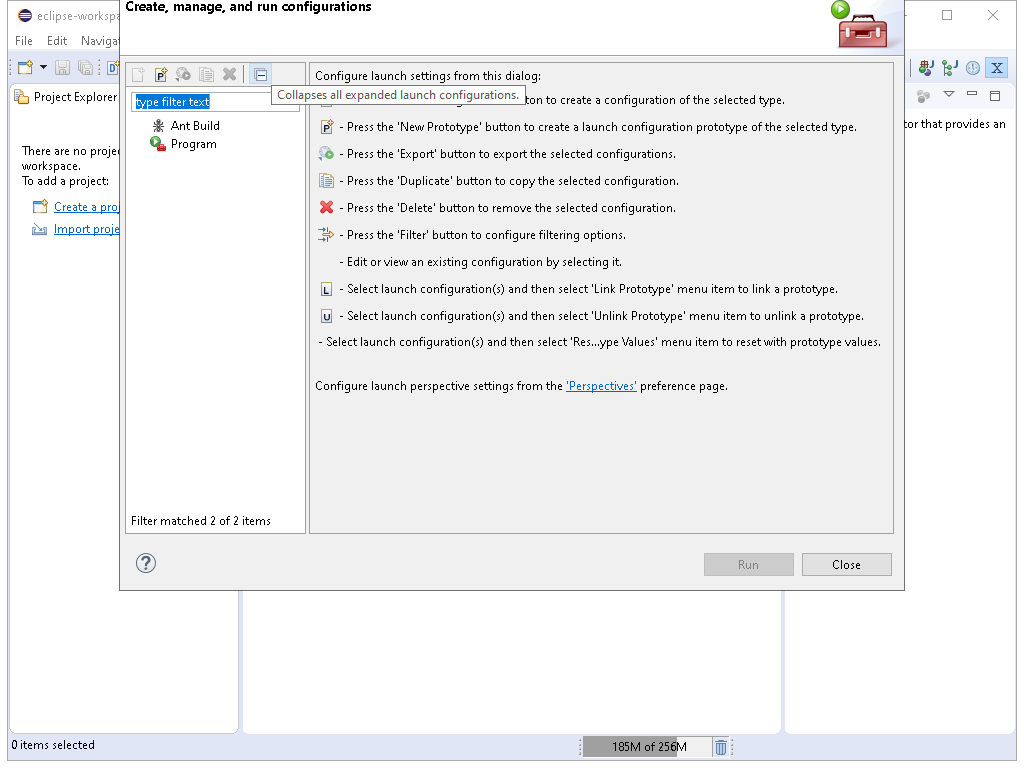 Create, manage, and run configurations
eclipse-workspa
File Edit Navigat
Project Explorer
There are no projec
workspace.
To add a project:
Create a proj
Import proje
type filter text
Ant Build
Program
Filter matched 2 of 2 items
Configure launch settings from this dialog:
Collapses all expanded launch configurations.
ton to create a configuration of the selected type.
- Press the 'New Prototype' button to create a launch configuration prototype of the selected type.
- Press the 'Export' button to export the selected configurations.
- Press the 'Duplicate' button to copy the selected configuration.
- Press the 'Delete' button to remove the selected configuration.
- Press the 'Filter' button to configure filtering options.
- Edit or view an existing configuration by selecting it.
- Select launch configuration(s) and then select 'Link Prototype' menu item to link a prototype.
- Select launch configuration(s) and then select 'Unlink Prototype' menu item to unlink a prototype.
- Select launch configuration(s) and then select 'Res...ype Values' menu item to reset with prototype values.
Configure launch perspective settings from the 'Perspectives' preference page.
Run
Close
tor that provides an
0 items selected
185M of 256M